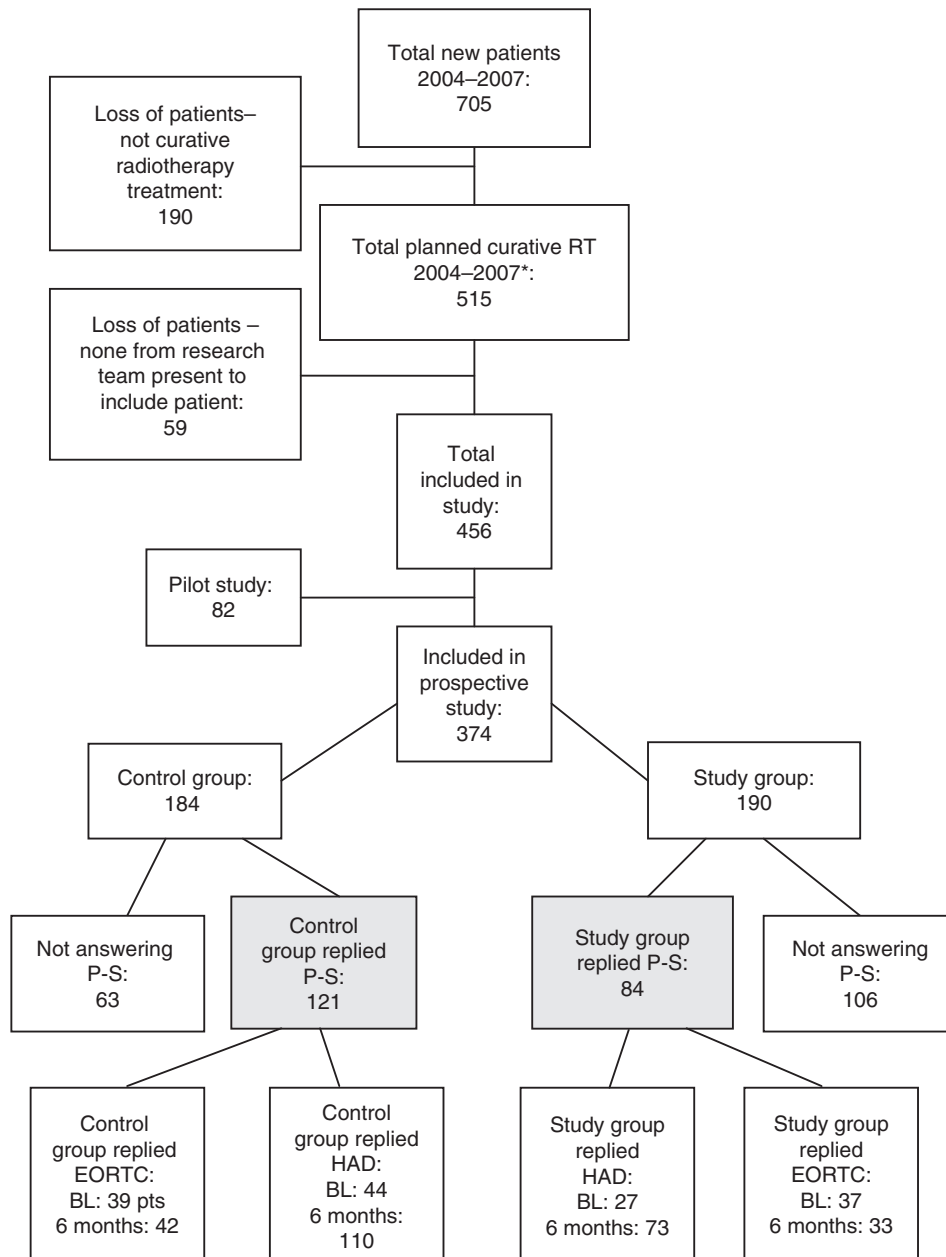 Total new patients
2004–2007:
705
Loss of patients–
not curative
radiotherapy
treatment:
190
Total planned curative RT
2004–2007*:
515
Loss of patients –
none from research
team present to
include patient:
59
Total
included in
study:
456
Pilot study:
82
Included in
prospective
study:
374
Control group:
184
Study group:
190
Not answering
P-S:
63
Control
group replied
P-S:
121
Study group
replied P-S:
84
Not answering
P-S:
106
Control
group replied
EORTC:
BL: 39 pts
6 months: 42
Control
group replied
HAD:
BL: 44
6 months:
110
Study group
replied
HAD:
BL: 27
6 months: 73
Study group
replied
EORTC:
BL: 37
6 months: 33